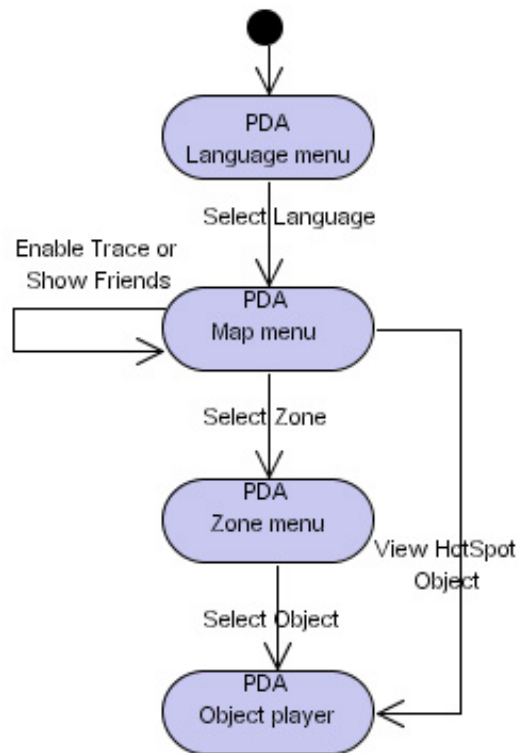 PDA
Language menu
Select Language
Enable Trace or
Show Friends
PDA
Map menu
Select Zone
PDA
Zone menu
View HotSpot
Object
Select Object
PDA
Object player